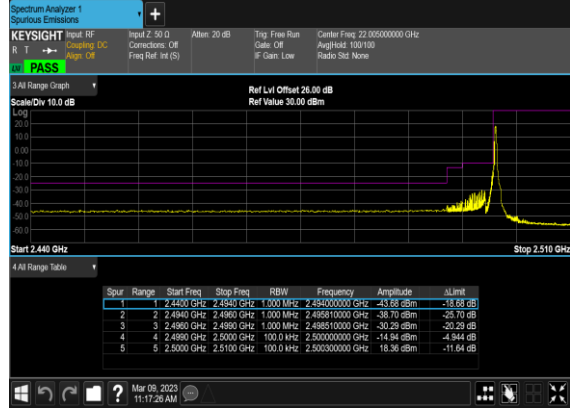 Spectrum Analyzer 1
Spurious Emissions
KEYSIGHT Input: RF Input Z: 50 Ω Atten: 20 dB Trig: Free Run Center Freq: 22.005000000 GHz
R T Coupling: DC Corrections: Off Gate: Off Avg|Hold: 100/100
Align: Off Freq Ref: Int (S) IF Gain: Low Radio Std: None
PASS
3 All Range Graph
Ref Lvl Offset 26.00 dB
Scale/Div 10.0 dB Ref Value 30.00 dBm
Log
20.0
10.0
0.00
-10.0
-20.0
-30.0
-40.0
-50.0
-60.0
Start 2.440 GHz Stop 2.510 GHz
4 All Range Table
Spur Range Start Freq Stop Freq RBW Frequency Amplitude ΔLimit
1 1 2.4400 GHz 2.4940 GHz 1.000 MHz 2.494000000 GHz -43.68 dBm -18.68 dB
2 2 2.4940 GHz 2.4960 GHz 1.000 MHz 2.495810000 GHz -38.70 dBm -25.70 dB
3 3 2.4960 GHz 2.4990 GHz 1.000 MHz 2.498510000 GHz -30.29 dBm -20.29 dB
4 4 2.4990 GHz 2.5000 GHz 100.0 kHz 2.500000000 GHz -14.94 dBm -4.944 dB
5 5 2.5000 GHz 2.5100 GHz 100.0 kHz 2.500300000 GHz 18.36 dBm -11.64 dB
Mar 09, 2023
11:17:26 AM